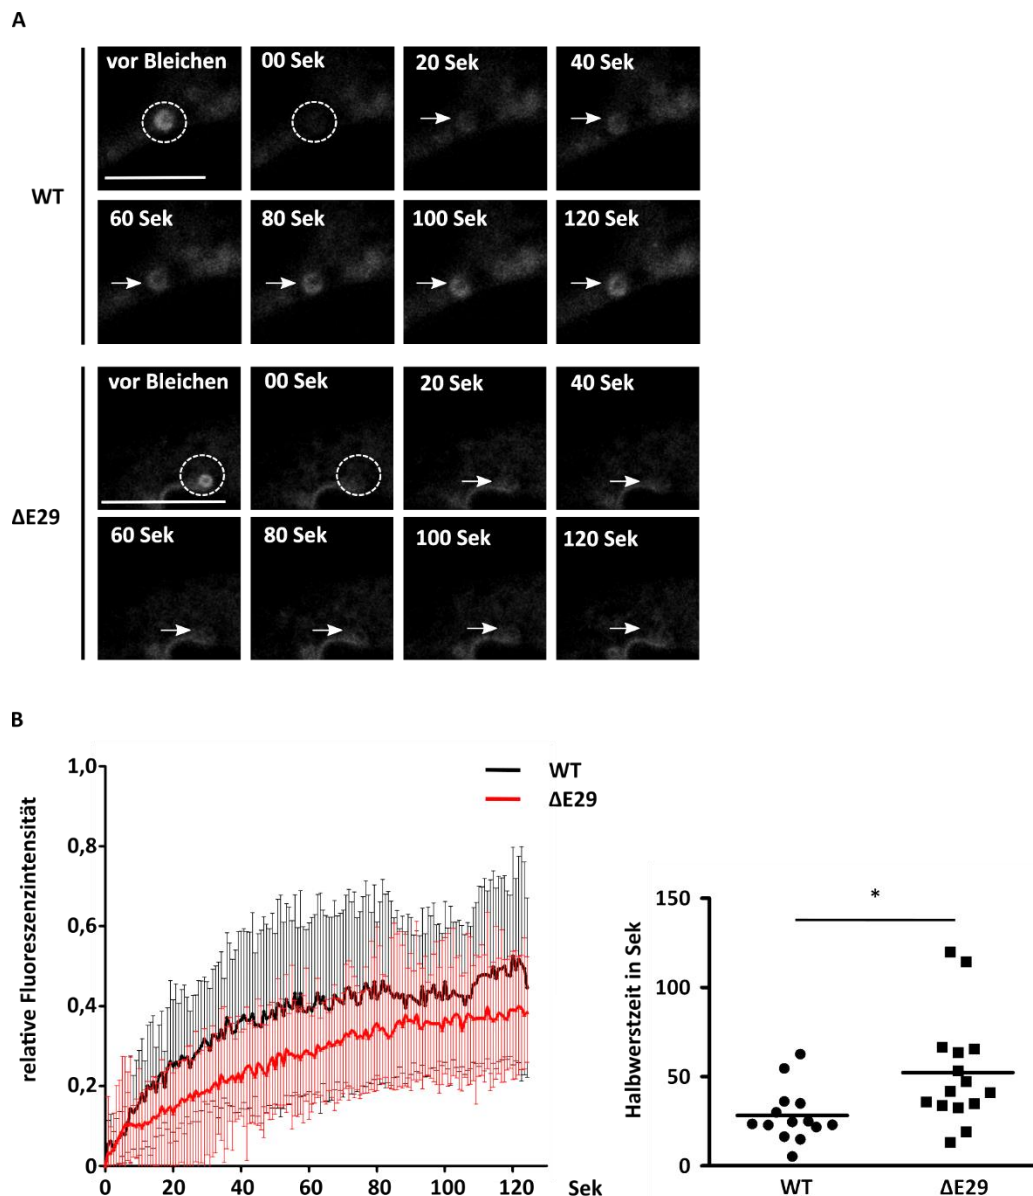 A
vor Bleichen 00 Sek 20 Sek 40 Sek
WT
60 Sek 80 Sek 100 Sek 120 Sek
vor Bleichen 00 Sek 20 Sek 40 Sek
ΔE29
60 Sek 80 Sek 100 Sek 120 Sek
B
relative Fluoreszenzintensität
1,0
0,8
0,6
0,4
0,2
0
0 20 40 60 80 100 120 Sek
WT
ΔE29
Halbwerstzeit in Sek
150
100
50
0
*
WT ΔE29